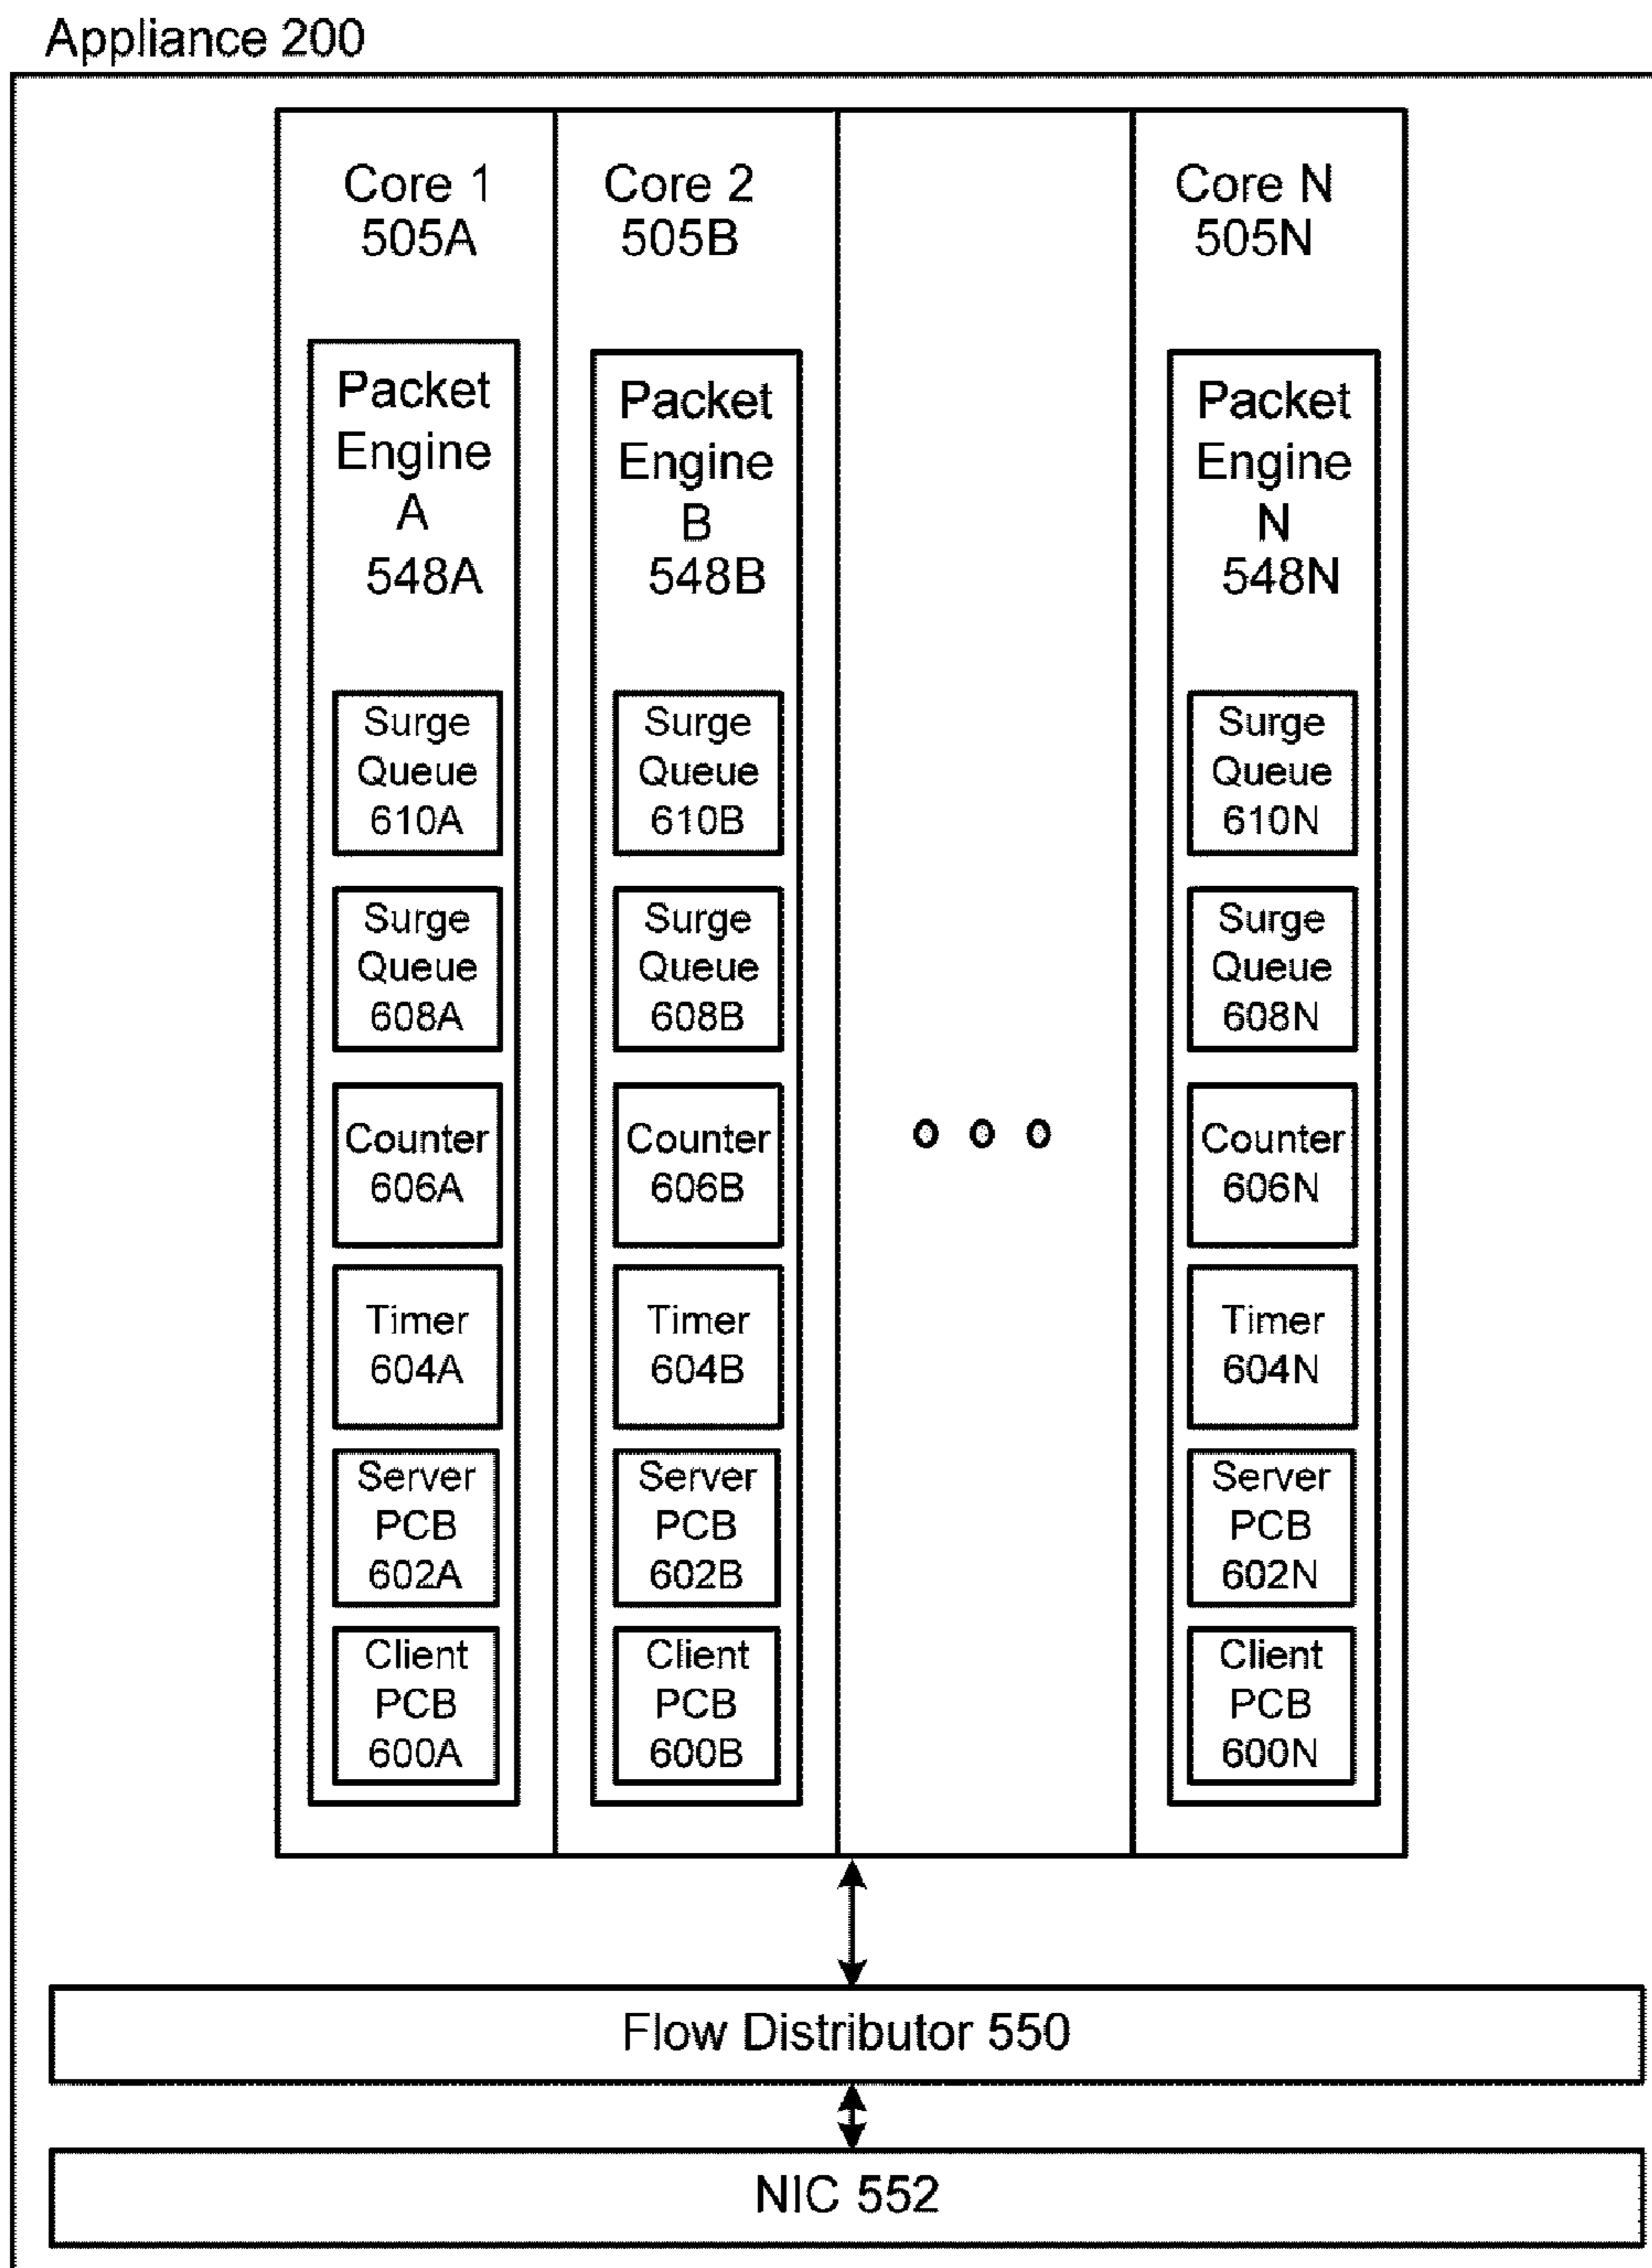 Appliance 200
Core 1
505A
Packet
Engine
A
548A
Surge
Queue
610A
Surge
Queue
608A
Counter
606A
Timer
604A
Server
PCB
602A
Client
PCB
600A
Core 2
505B
Packet
Engine
B
548B
Surge
Queue
610B
Surge
Queue
608B
Counter
606B
Timer
604B
Server
PCB
602B
Client
PCB
600B
Core N
505N
Packet
Engine
N
548N
Surge
Queue
610N
Surge
Queue
608N
Counter
606N
Timer
604N
Server
PCB
602N
Client
PCB
600N
Flow Distributor 550
NIC 552